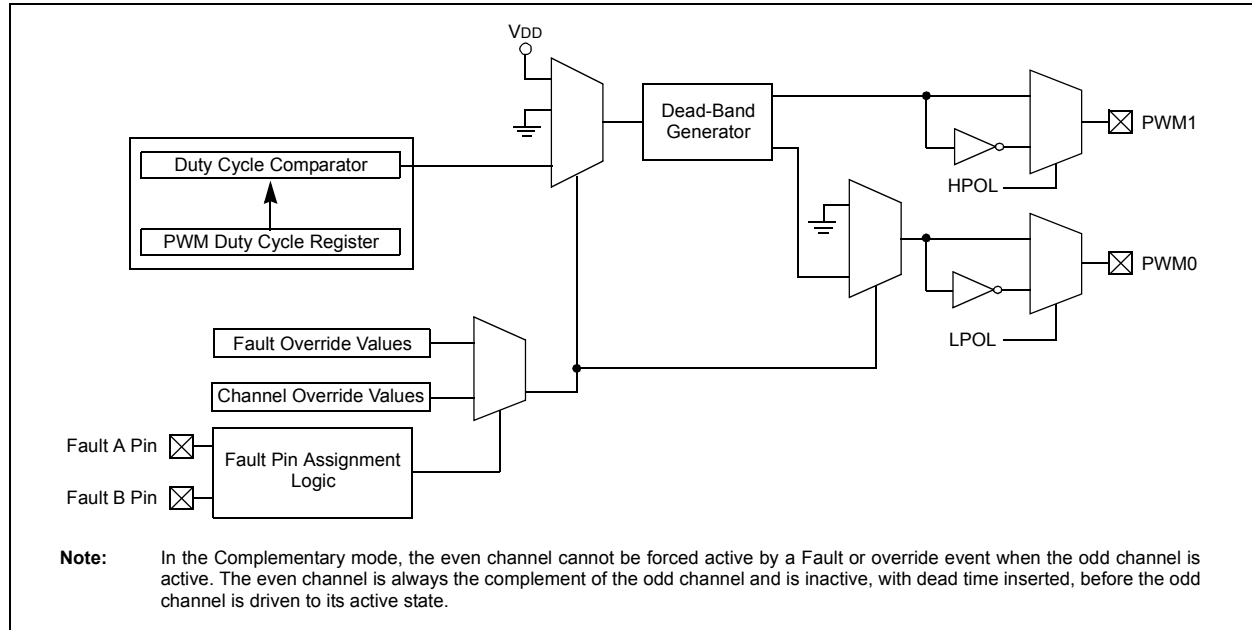 VDD
Dead-Band
Generator
PWM1
HPOL
Duty Cycle Comparator
PWM Duty Cycle Register
PWM0
LPOL
Fault Override Values
Channel Override Values
Fault A Pin
Fault B Pin
Fault Pin Assignment
Logic
Note: In the Complementary mode, the even channel cannot be forced active by a Fault or override event when the odd channel is
active. The even channel is always the complement of the odd channel and is inactive, with dead time inserted, before the odd
channel is driven to its active state.